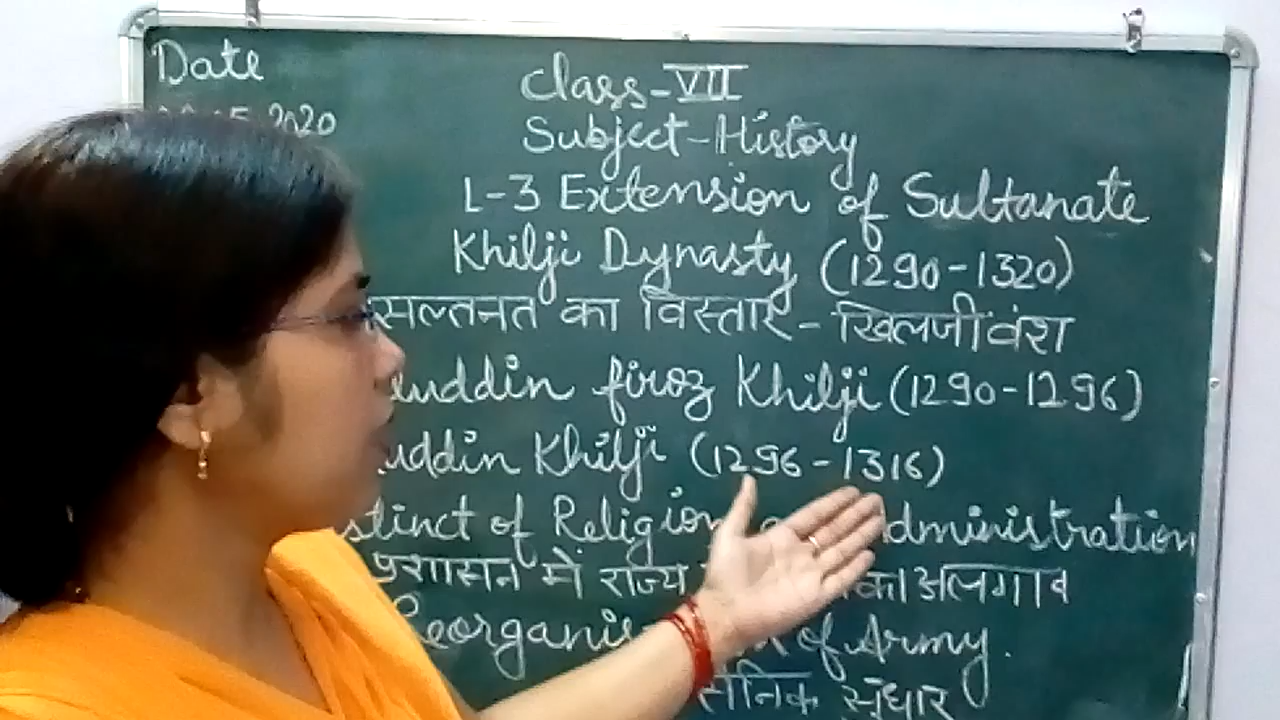 Date
2020
Class-VII
Subject-History
L-3 Extension of Sultanate
Khilji Dynasty (1290-1320)
सल्तनत का विस्तार - खिलजी वंश
luddin firoz Khilji (1290-1296)
uddin Khilji (1296-1316)
stinct of Religion administration
प्रशासन में राज्य का अलगाव
of Army.
सैनिक सुधार